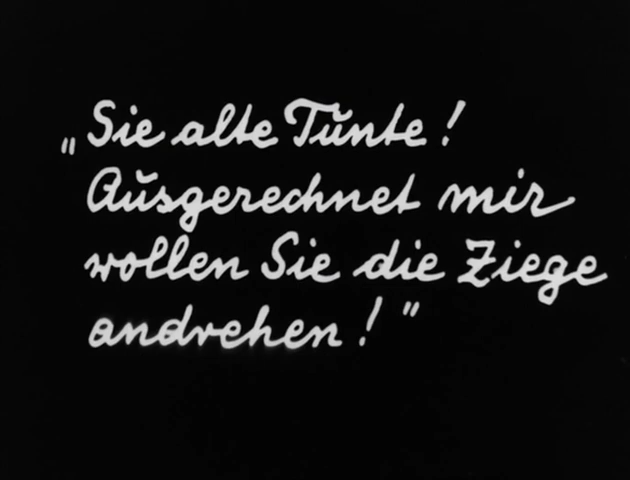 „Sie alte Tunte!
Ausgerechnet mir
wollen Sie die Ziege
andrehen!"